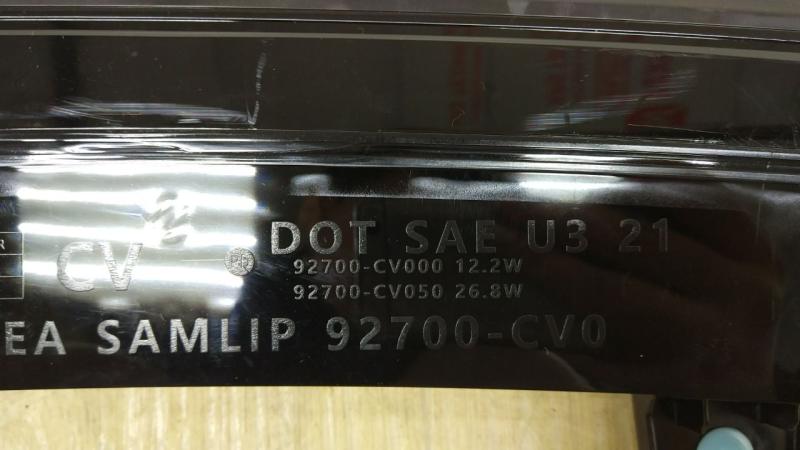 R
CV
DOT SAE U3 21
92700-CV000 12.2W
92700-CV050 26.8W
EA SAMLIP 92700-CV0